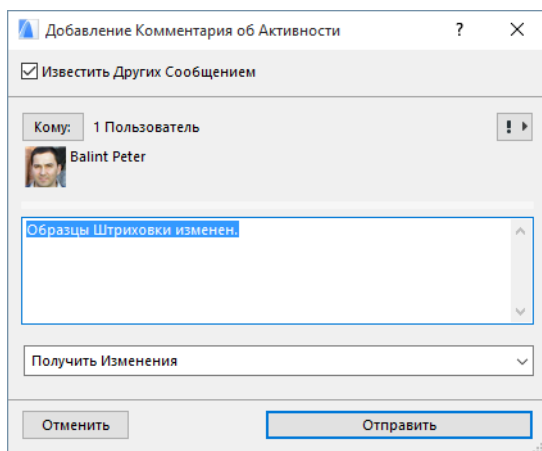 Добавление Комментария об Активности ?
Известить Других Сообщением
Кому: 1 Пользователь !
Balint Peter
Образцы Штриховки изменен.
Получить Изменения
Отменить Отправить